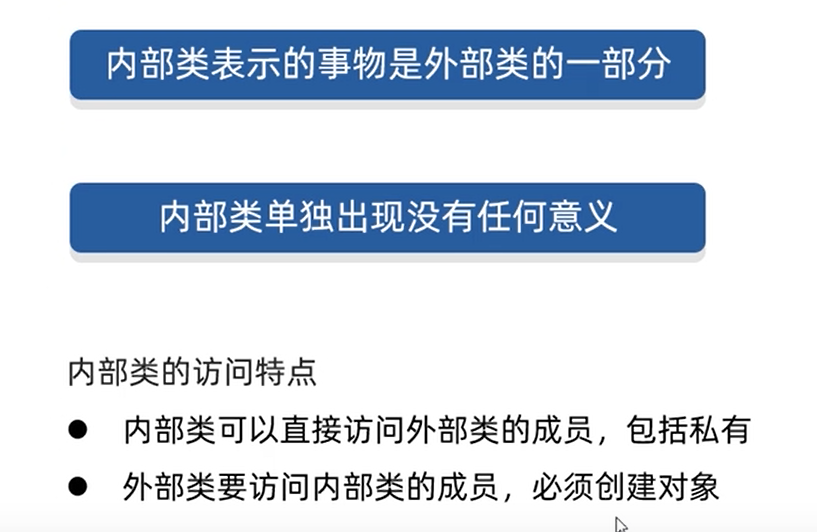 内部类表示的事物是外部类的一部分
内部类单独出现没有任何意义
内部类的访问特点
● 内部类可以直接访问外部类的成员，包括私有
● 外部类要访问内部类的成员，必须创建对象